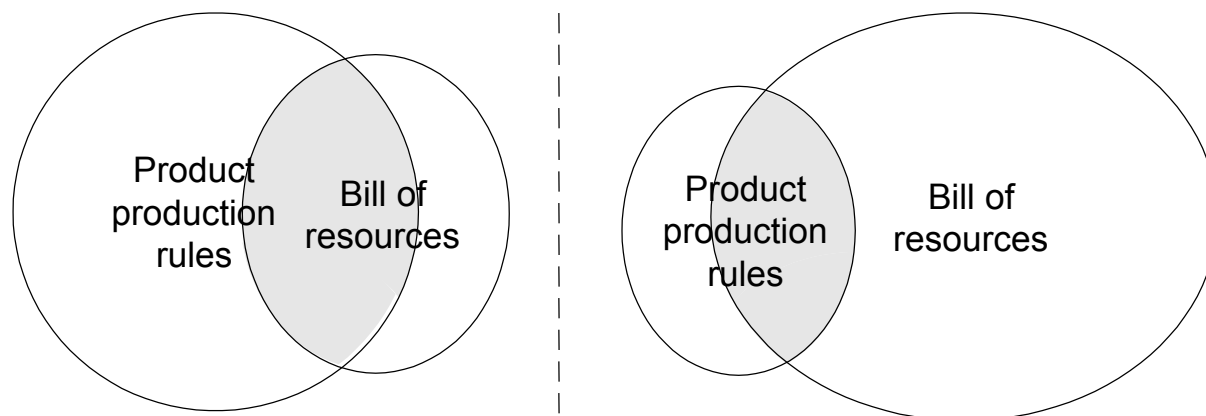 Product
production
rules
Bill of
resources
Product
production
rules
Bill of
resources